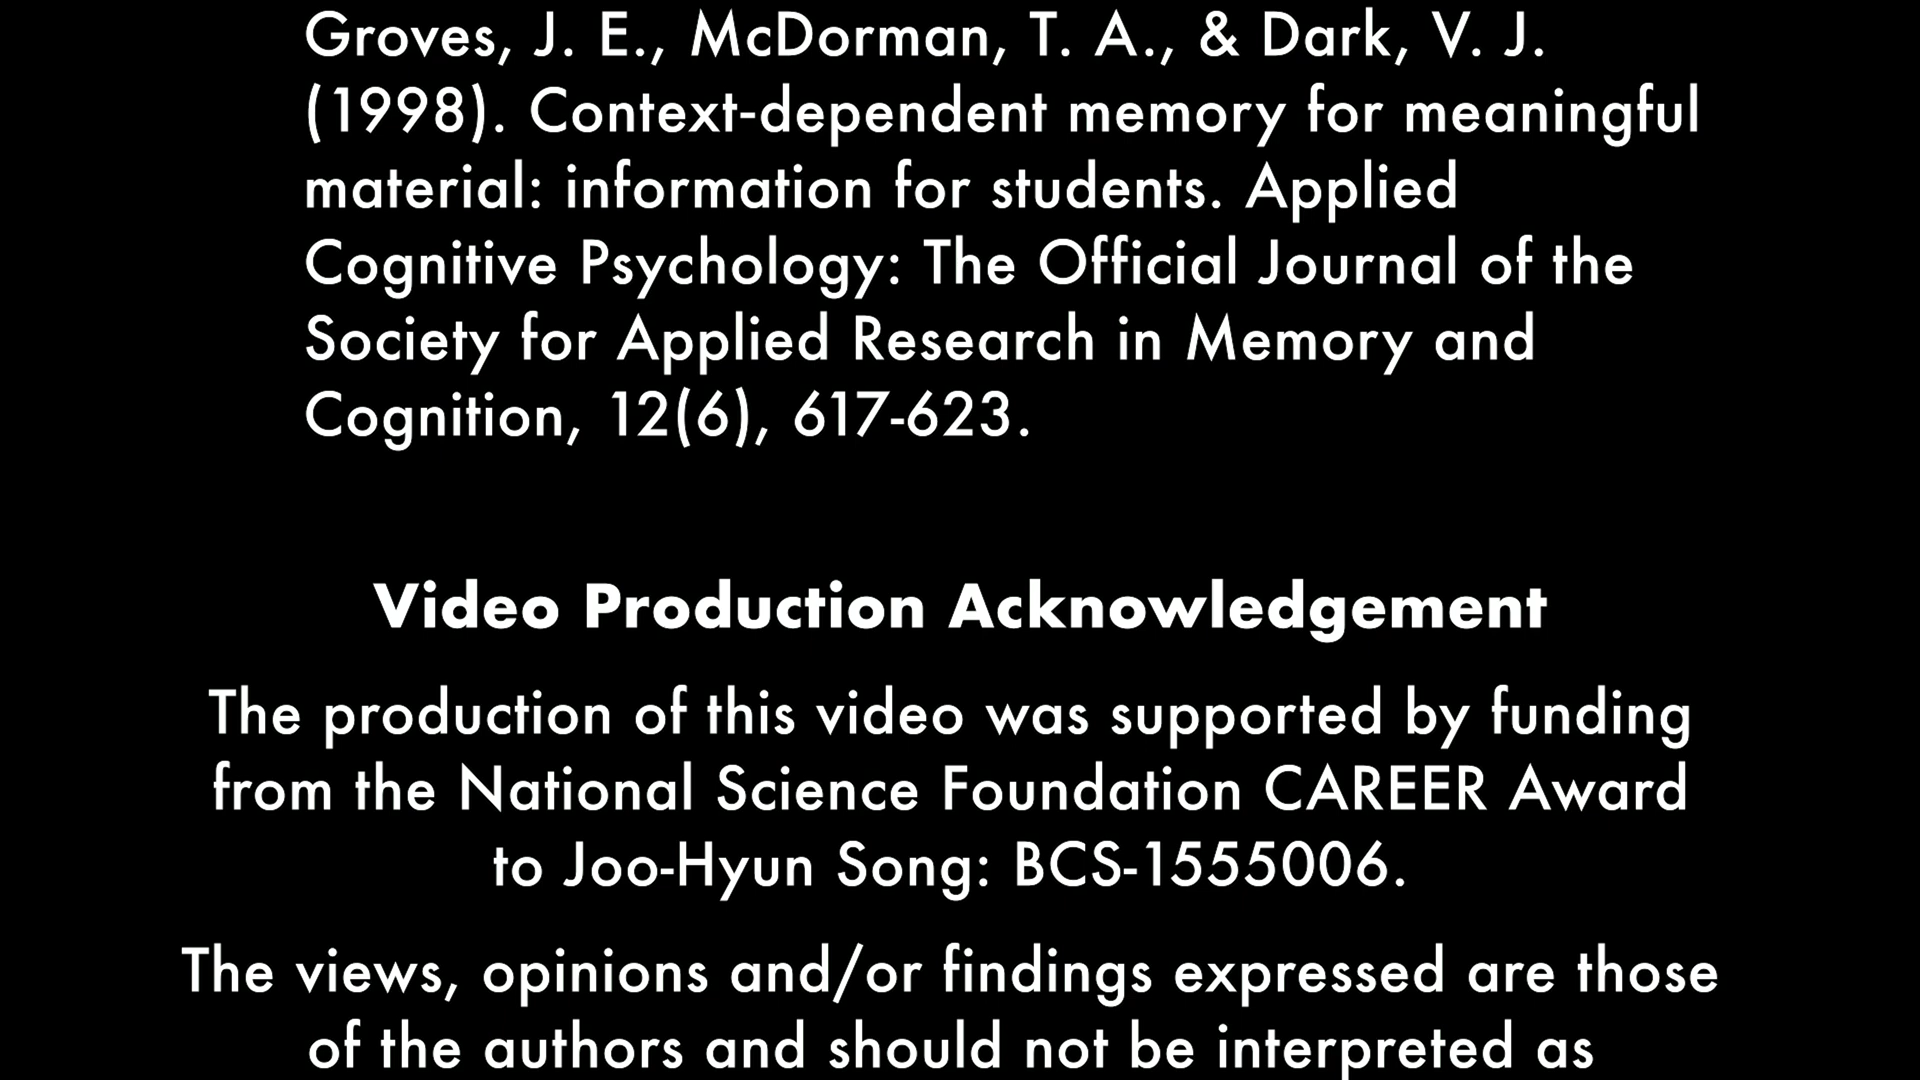 Groves, J. E., McDorman, T. A., & Dark, V. J.
(1998). Context-dependent memory for meaningful
material: information for students. Applied
Cognitive Psychology: The Official Journal of the
Society for Applied Research in Memory and
Cognition, 12(6), 617-623.
Video Production Acknowledgement
The production of this video was supported by funding
from the National Science Foundation CAREER Award
to Joo-Hyun Song: BCS-1555006.
The views, opinions and/or findings expressed are those
of the authors and should not be interpreted as